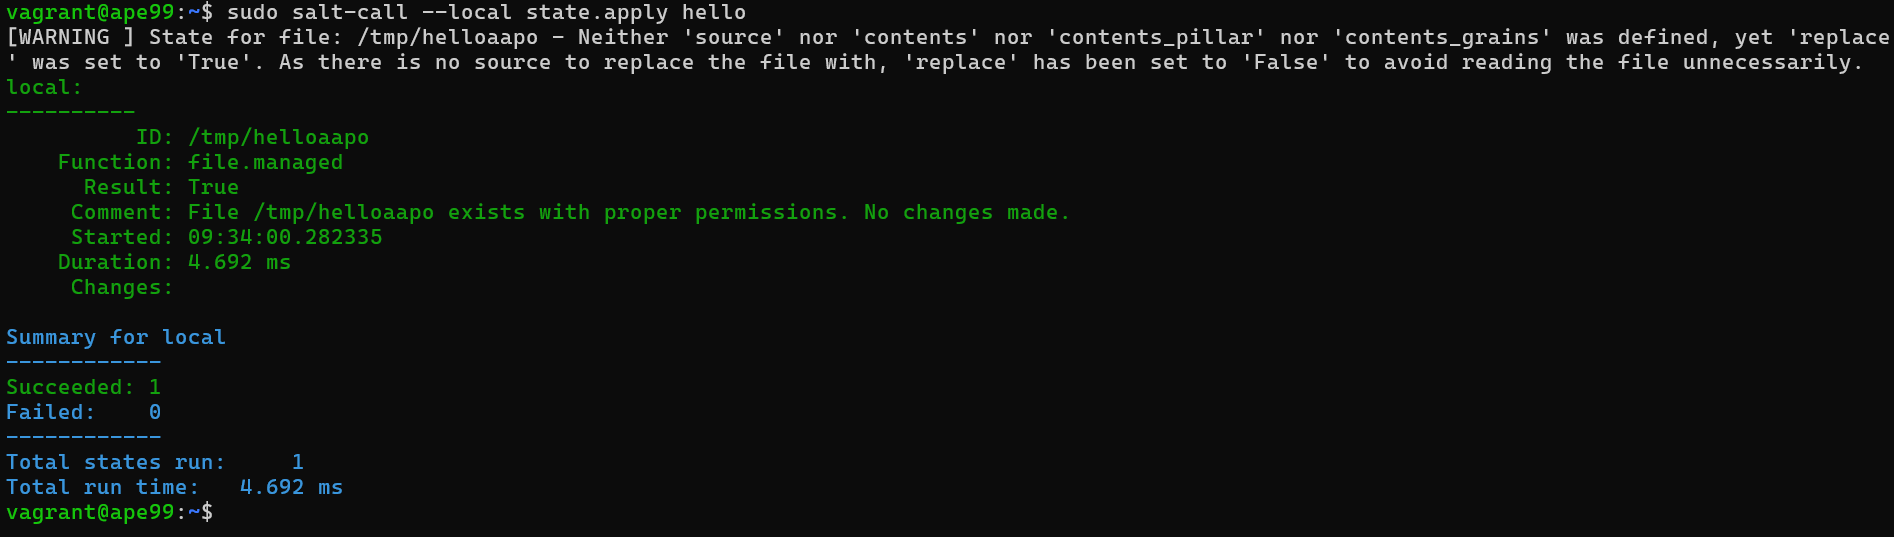 vagrant@ape99:~$ sudo salt-call --local state.apply hello
[WARNING ] State for file: /tmp/helloaapo - Neither 'source' nor 'contents' nor 'contents_pillar' nor 'contents_grains' was defined, yet 'replace
' was set to 'True'. As there is no source to replace the file with, 'replace' has been set to 'False' to avoid reading the file unnecessarily.
local:
----------
          ID: /tmp/helloaapo
    Function: file.managed
      Result: True
     Comment: File /tmp/helloaapo exists with proper permissions. No changes made.
     Started: 09:34:00.282335
    Duration: 4.692 ms
     Changes:

Summary for local
------------
Succeeded: 1
Failed:    0
------------
Total states run:     1
Total run time:   4.692 ms
vagrant@ape99:~$